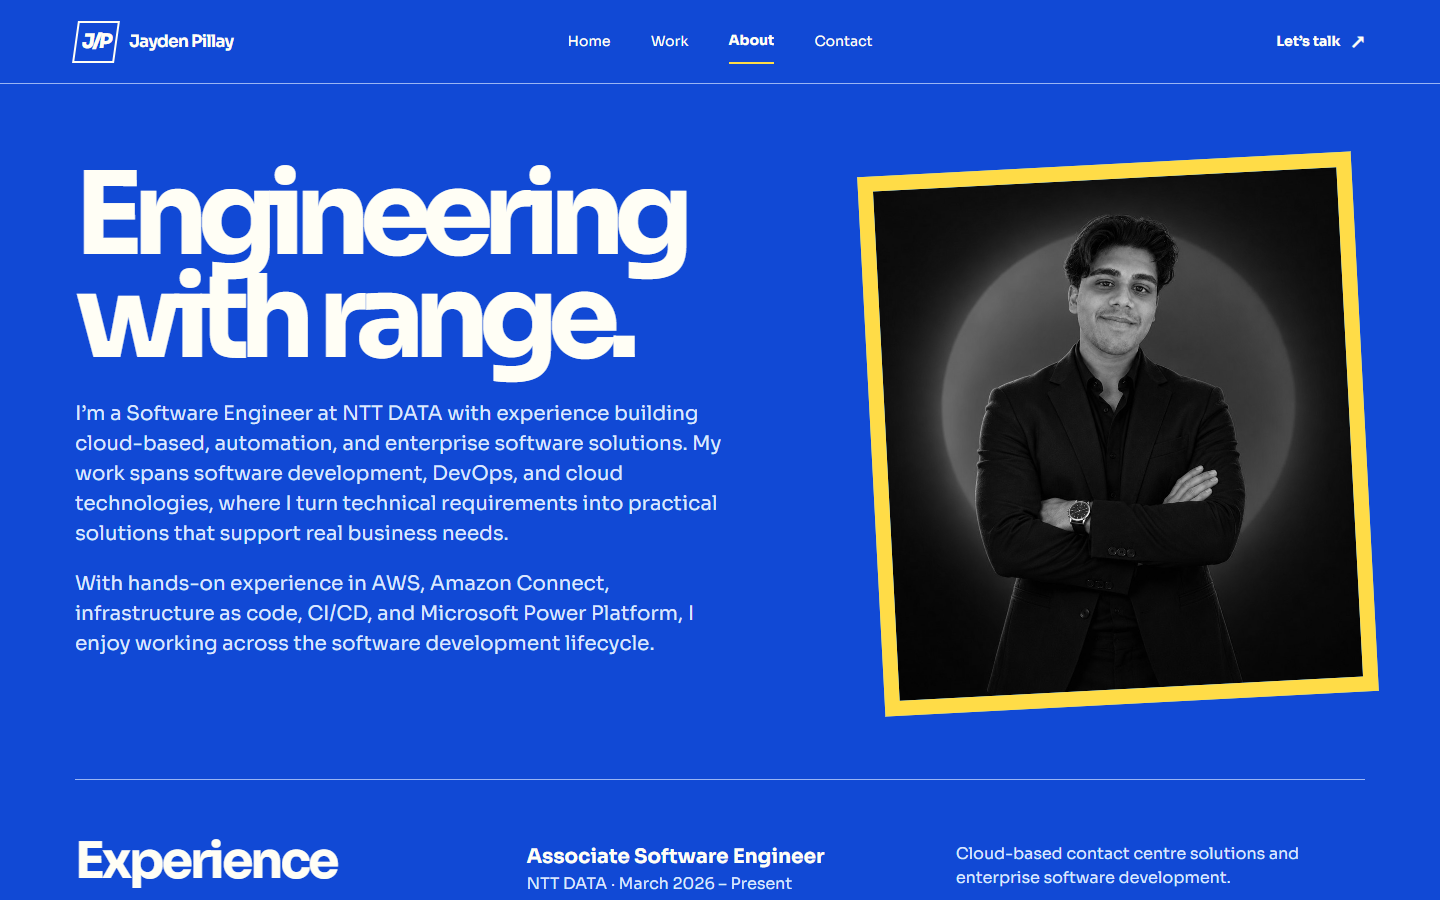 J/P Jayden Pillay
Home Work About Contact
Let's talk ↗
Engineering
with range.
I'm a Software Engineer at NTT DATA with experience building
cloud-based, automation, and enterprise software solutions. My
work spans software development, DevOps, and cloud
technologies, where I turn technical requirements into practical
solutions that support real business needs.
With hands-on experience in AWS, Amazon Connect,
infrastructure as code, CI/CD, and Microsoft Power Platform, I
enjoy working across the software development lifecycle.
Experience
Associate Software Engineer
NTT DATA · March 2026 – Present
Cloud-based contact centre solutions and
enterprise software development.